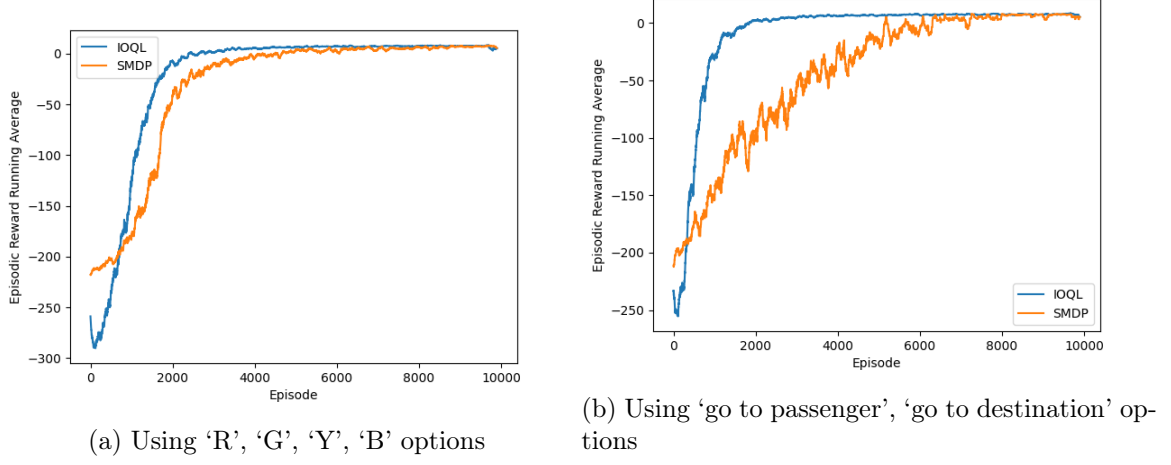 IOQL
SMDP
0
−50
−100
−150
−200
−250
−300
0
2000
4000
6000
8000
10000
Episodic Reward Running Average
Episode
(a) Using ‘R’, ‘G’, ‘Y’, ‘B’ options
0
−50
−100
−150
−200
−250
0
2000
4000
6000
8000
10000
Episodic Reward Running Average
Episode
IOQL
SMDP
(b) Using ‘go to passenger’, ‘go to destination’ op-
tions